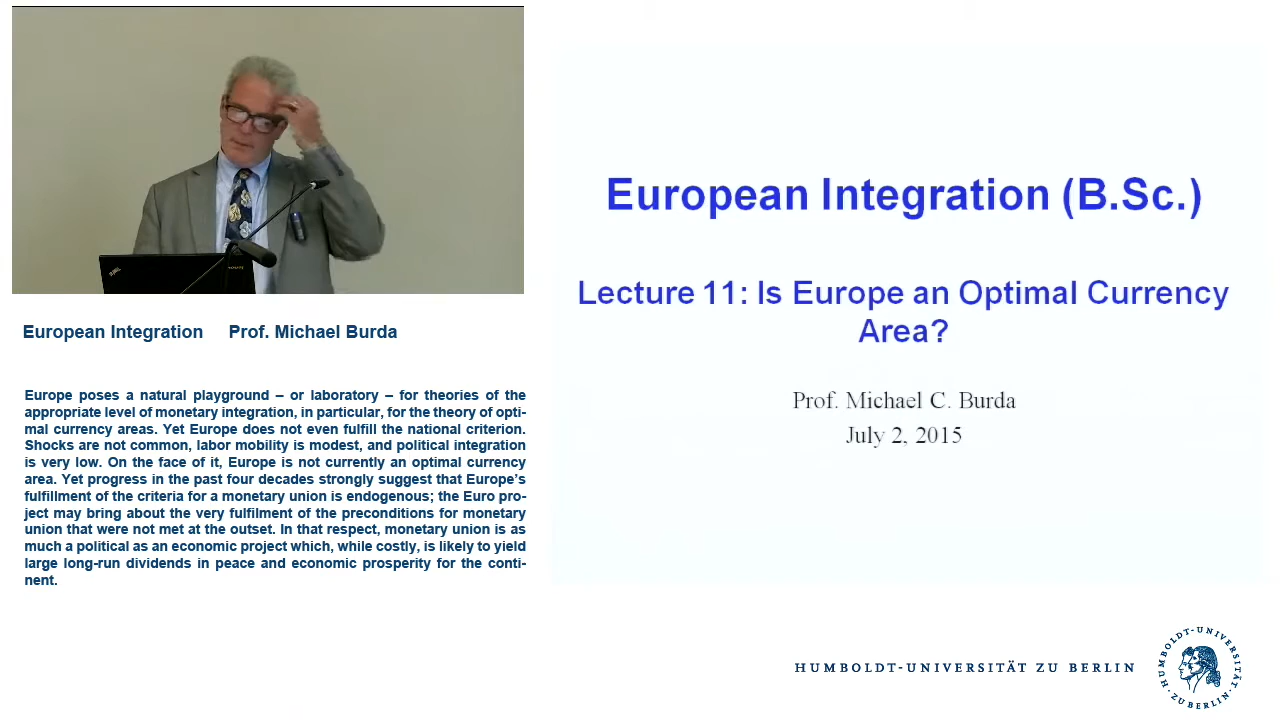 European Integration Prof. Michael Burda
Europe poses a natural playground – or laboratory – for theories of the
appropriate level of monetary integration, in particular, for the theory of opti-
mal currency areas. Yet Europe does not even fulfill the national criterion.
Shocks are not common, labor mobility is modest, and political integration
is very low. On the face of it, Europe is not currently an optimal currency
area. Yet progress in the past four decades strongly suggest that Europe's
fulfillment of the criteria for a monetary union is endogenous; the Euro pro-
ject may bring about the very fulfilment of the preconditions for monetary
union that were not met at the outset. In that respect, monetary union is as
much a political as an economic project which, while costly, is likely to yield
large long-run dividends in peace and economic prosperity for the conti-
nent.
European Integration (B.Sc.)
Lecture 11: Is Europe an Optimal Currency
Area?
Prof. Michael C. Burda
July 2, 2015
HUMBOLDT-UNIVERSITÄT ZU BERLIN
HUMBOLDT-UNIVERSITÄT · ZU BERLIN ·